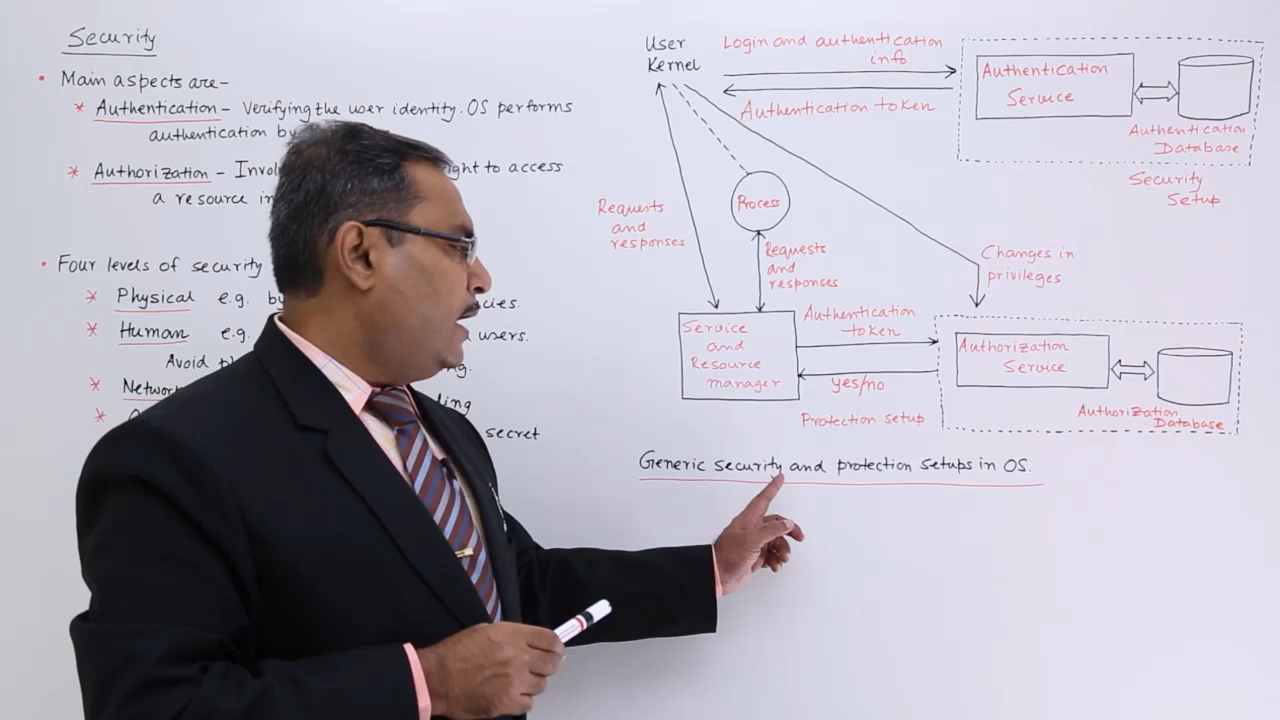 Security
• Main aspects are-
* Authentication - Verifying the user identity. OS performs
authentication by
* Authorization - ight to access
a resource in
• Four levels of security
* Physical e.g. by cies.
* Human e.g. users.
Avoid ng.
* Network ling
* secret
User
Kernel
Login and authentication
info
Authentication token
Authentication
Service
Authentication
Database
Security
Setup
Process
Requests
and
responses
Requests
and
responses
Changes in
privileges
Service
and
Resource
manager
Authentication
token
yes/no
Protection setup
Authorization
Service
Authorization
Database
Generic security and protection setups in OS.